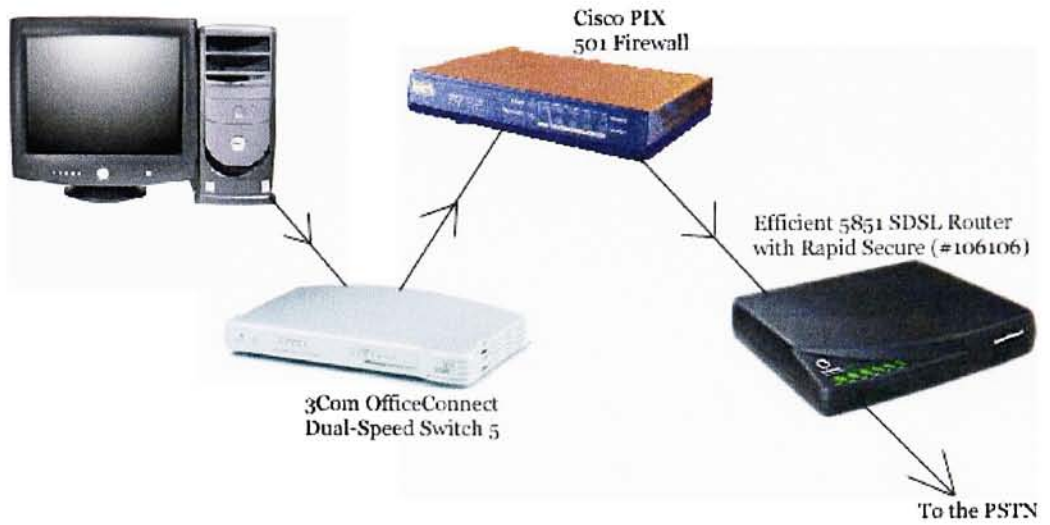 Cisco PIX
501 Firewall
Efficient 5851 SDSL Router
with Rapid Secure (#106106)
3Com OfficeConnect
Dual-Speed Switch 5
To the PSTN